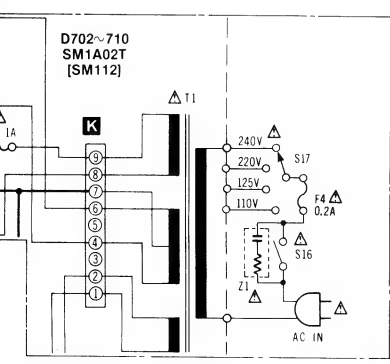 D702~710
SM1A02T
[SM112]
T1
1A
K
9
8
7
6
5
4
3
2
1
240V
220V
125V
110V
S17
F4
0.2A
S16
Z1
AC IN